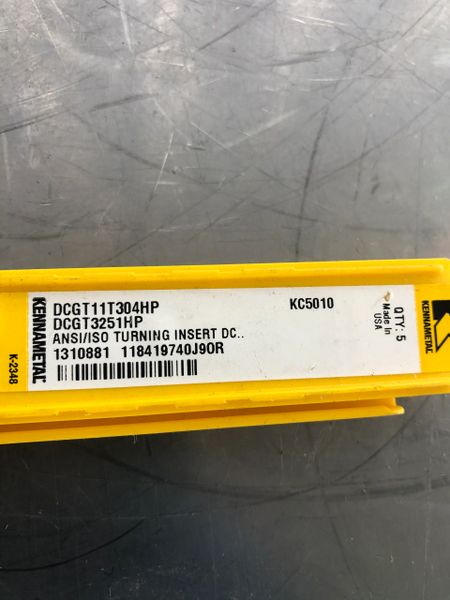 KENNAMETAL
K-2348
DCGT11T304HP
KC5010
DCGT3251HP
ANSI/ISO TURNING INSERT DC..
1310881 118419740J90R
QTY: 5
Made In
USA
KENNAMETAL